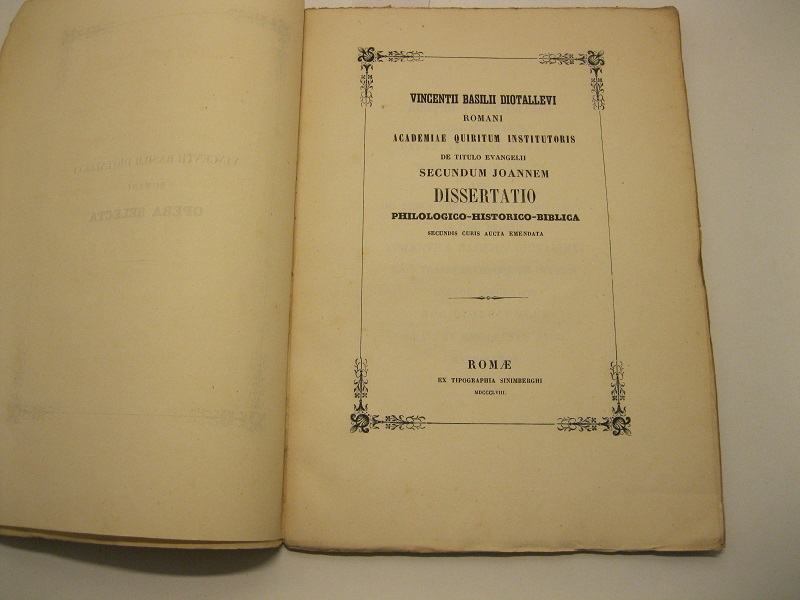 VINCENTII BASILII DIOTALLEVI
ROMANI
ACADEMIAE QUIRITUM INSTITUTORIS
DE TITULO EVANGELII
SECUNDUM JOANNEM
DISSERTATIO
PHILOLOGICO-HISTORICO-BIBLICA
SECUNDIS CURIS AUCTA EMENDATA
ROMÆ
EX TIPOGRAPHIA SINIMBERGHI
MDCCCLVIII.